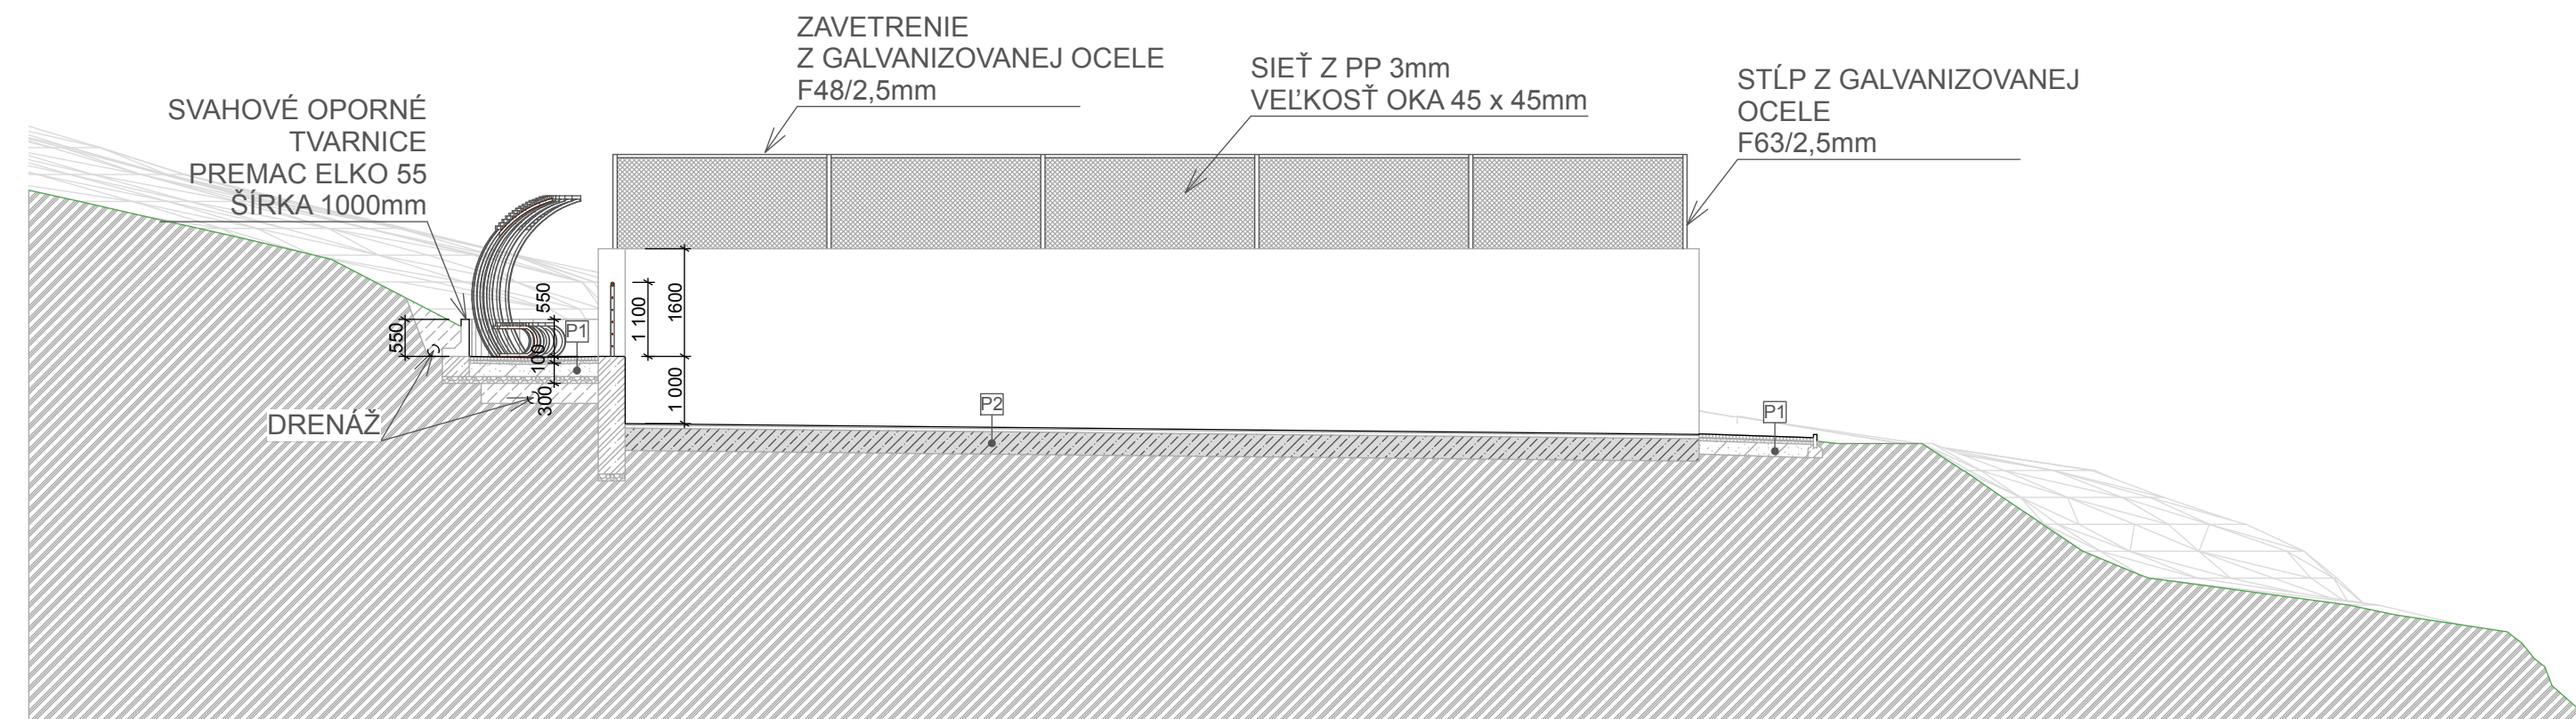 ZAVETRENIE
Z GALVANIZOVANEJ OCELE
F48/2,5mm
SIEŤ Z PP 3mm
VEĽKOSŤ OKA 45 x 45mm
STĹP Z GALVANIZOVANEJ
OCELE
F63/2,5mm
SVAHOVÉ OPORNÉ
TVARNICE
PREMAC ELKO 55
ŠÍRKA 1000mm
550
550
P1
100
300
1 100
1600
1 000
DRENÁŽ
P2
P1